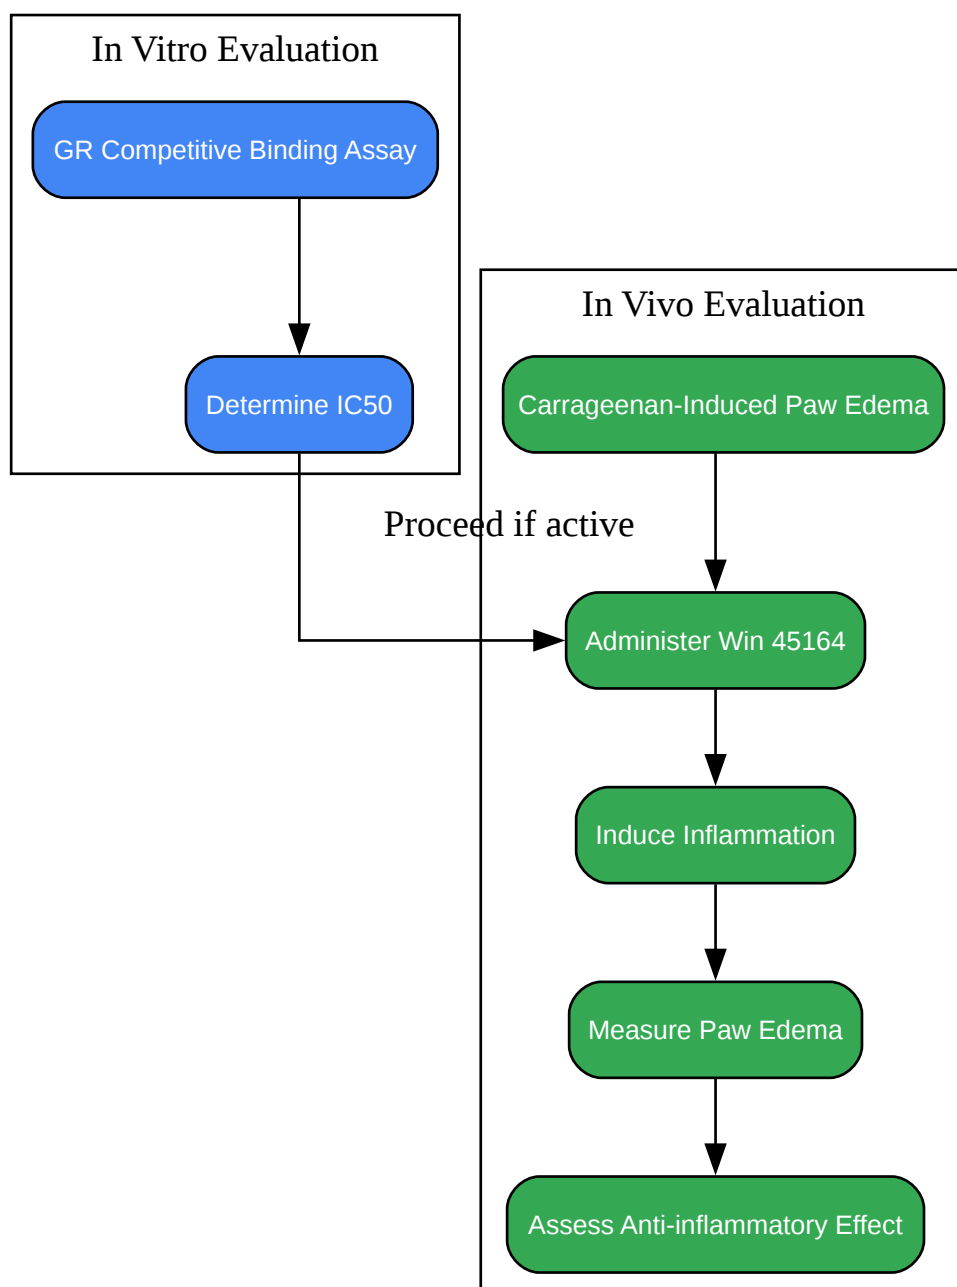 In Vitro Evaluation
GR Competitive Binding Assay
Determine IC50
Proceed if active
In Vivo Evaluation
Carrageenan-Induced Paw Edema
Administer Win 45164
Induce Inflammation
Measure Paw Edema
Assess Anti-inflammatory Effect